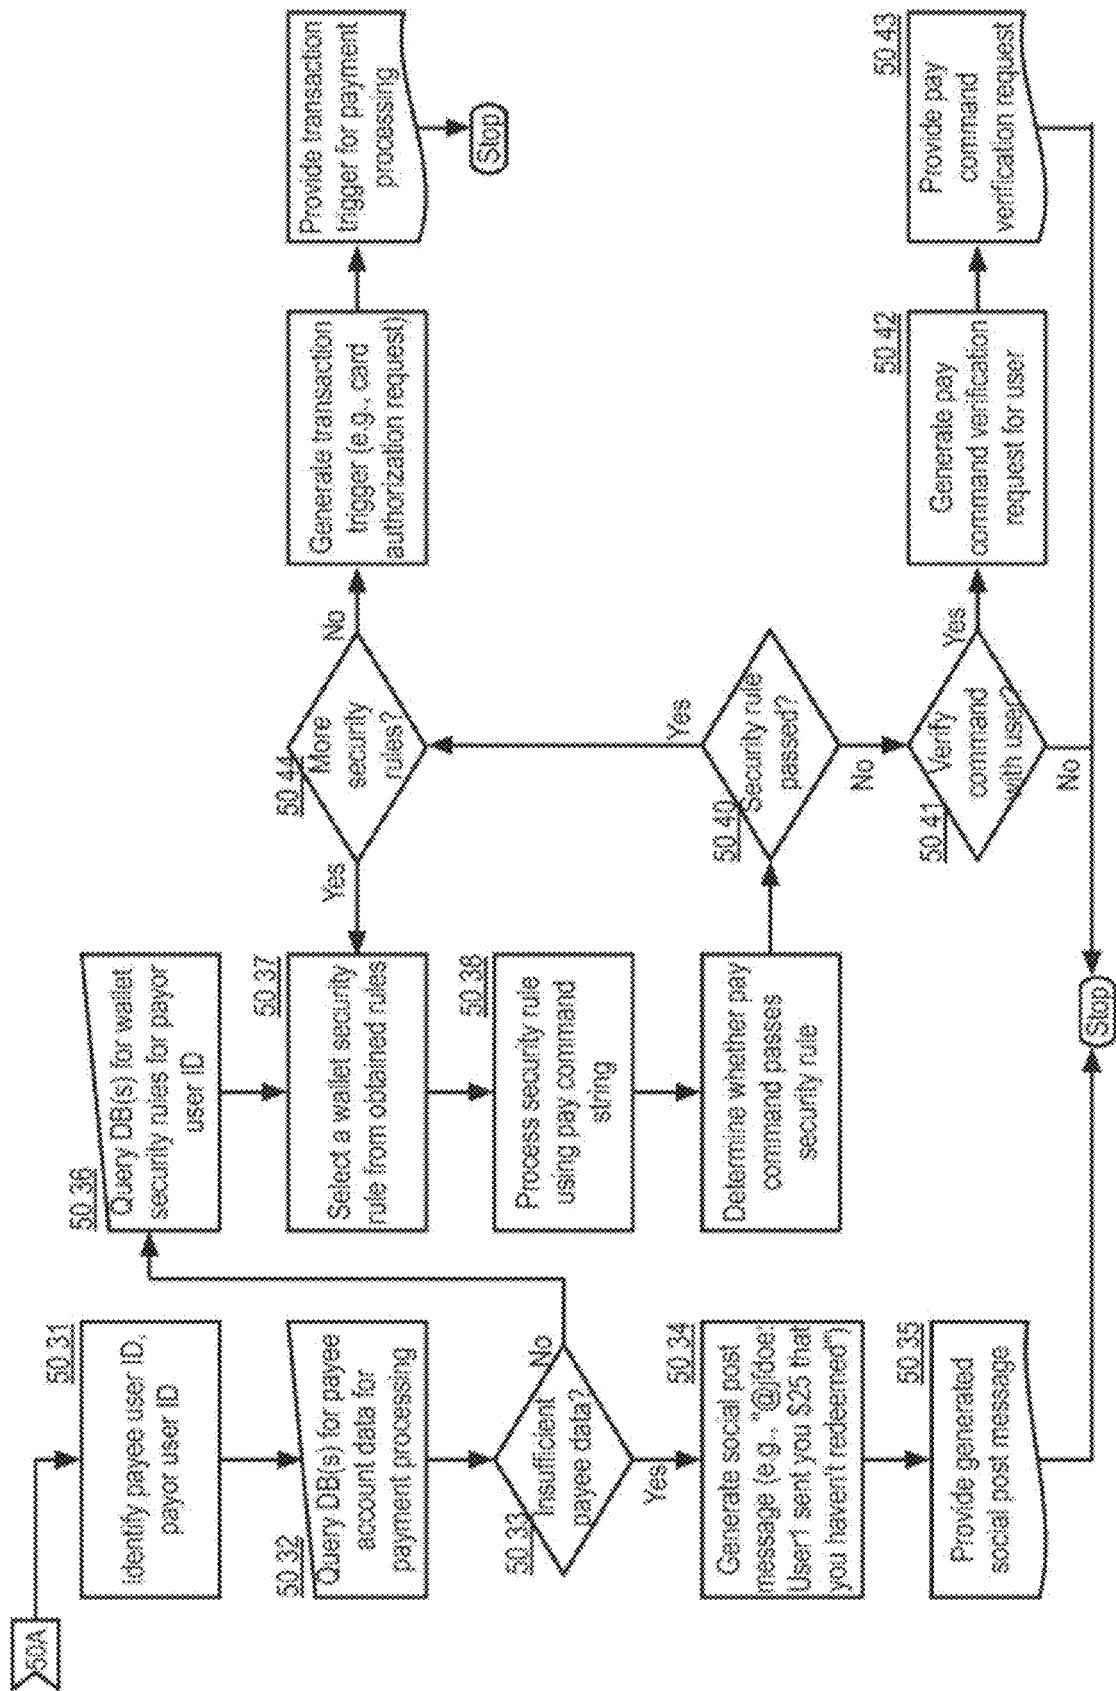 50A
50.31
Identify payee user ID,
payor user ID
50.32
Query DB(s) for payee
account data for
payment processing
50.33
Insufficient
payee data?
No
Yes
50.34
Generate social post
message (e.g., "@jfdoe:
User1 sent you $25 that
you haven't redeemed")
50.35
Provide generated
social post message
50.36
Query DB(s) for wallet
security rules for payor
user ID
50.37
Select a wallet security
rule from obtained rules
50.38
Process security rule
using pay command
string
Determine whether pay
command passes
security rule
50.40
Security rule
passed?
Yes
No
50.41
Verify
command
with user?
Yes
No
50.42
Generate pay
command verification
request for user
50.43
Provide pay
command
verification request
Stop
50.44
More
security
rules?
Yes
No
Generate transaction
trigger (e.g., card
authorization request)
Provide transaction
trigger for payment
processing
Stop